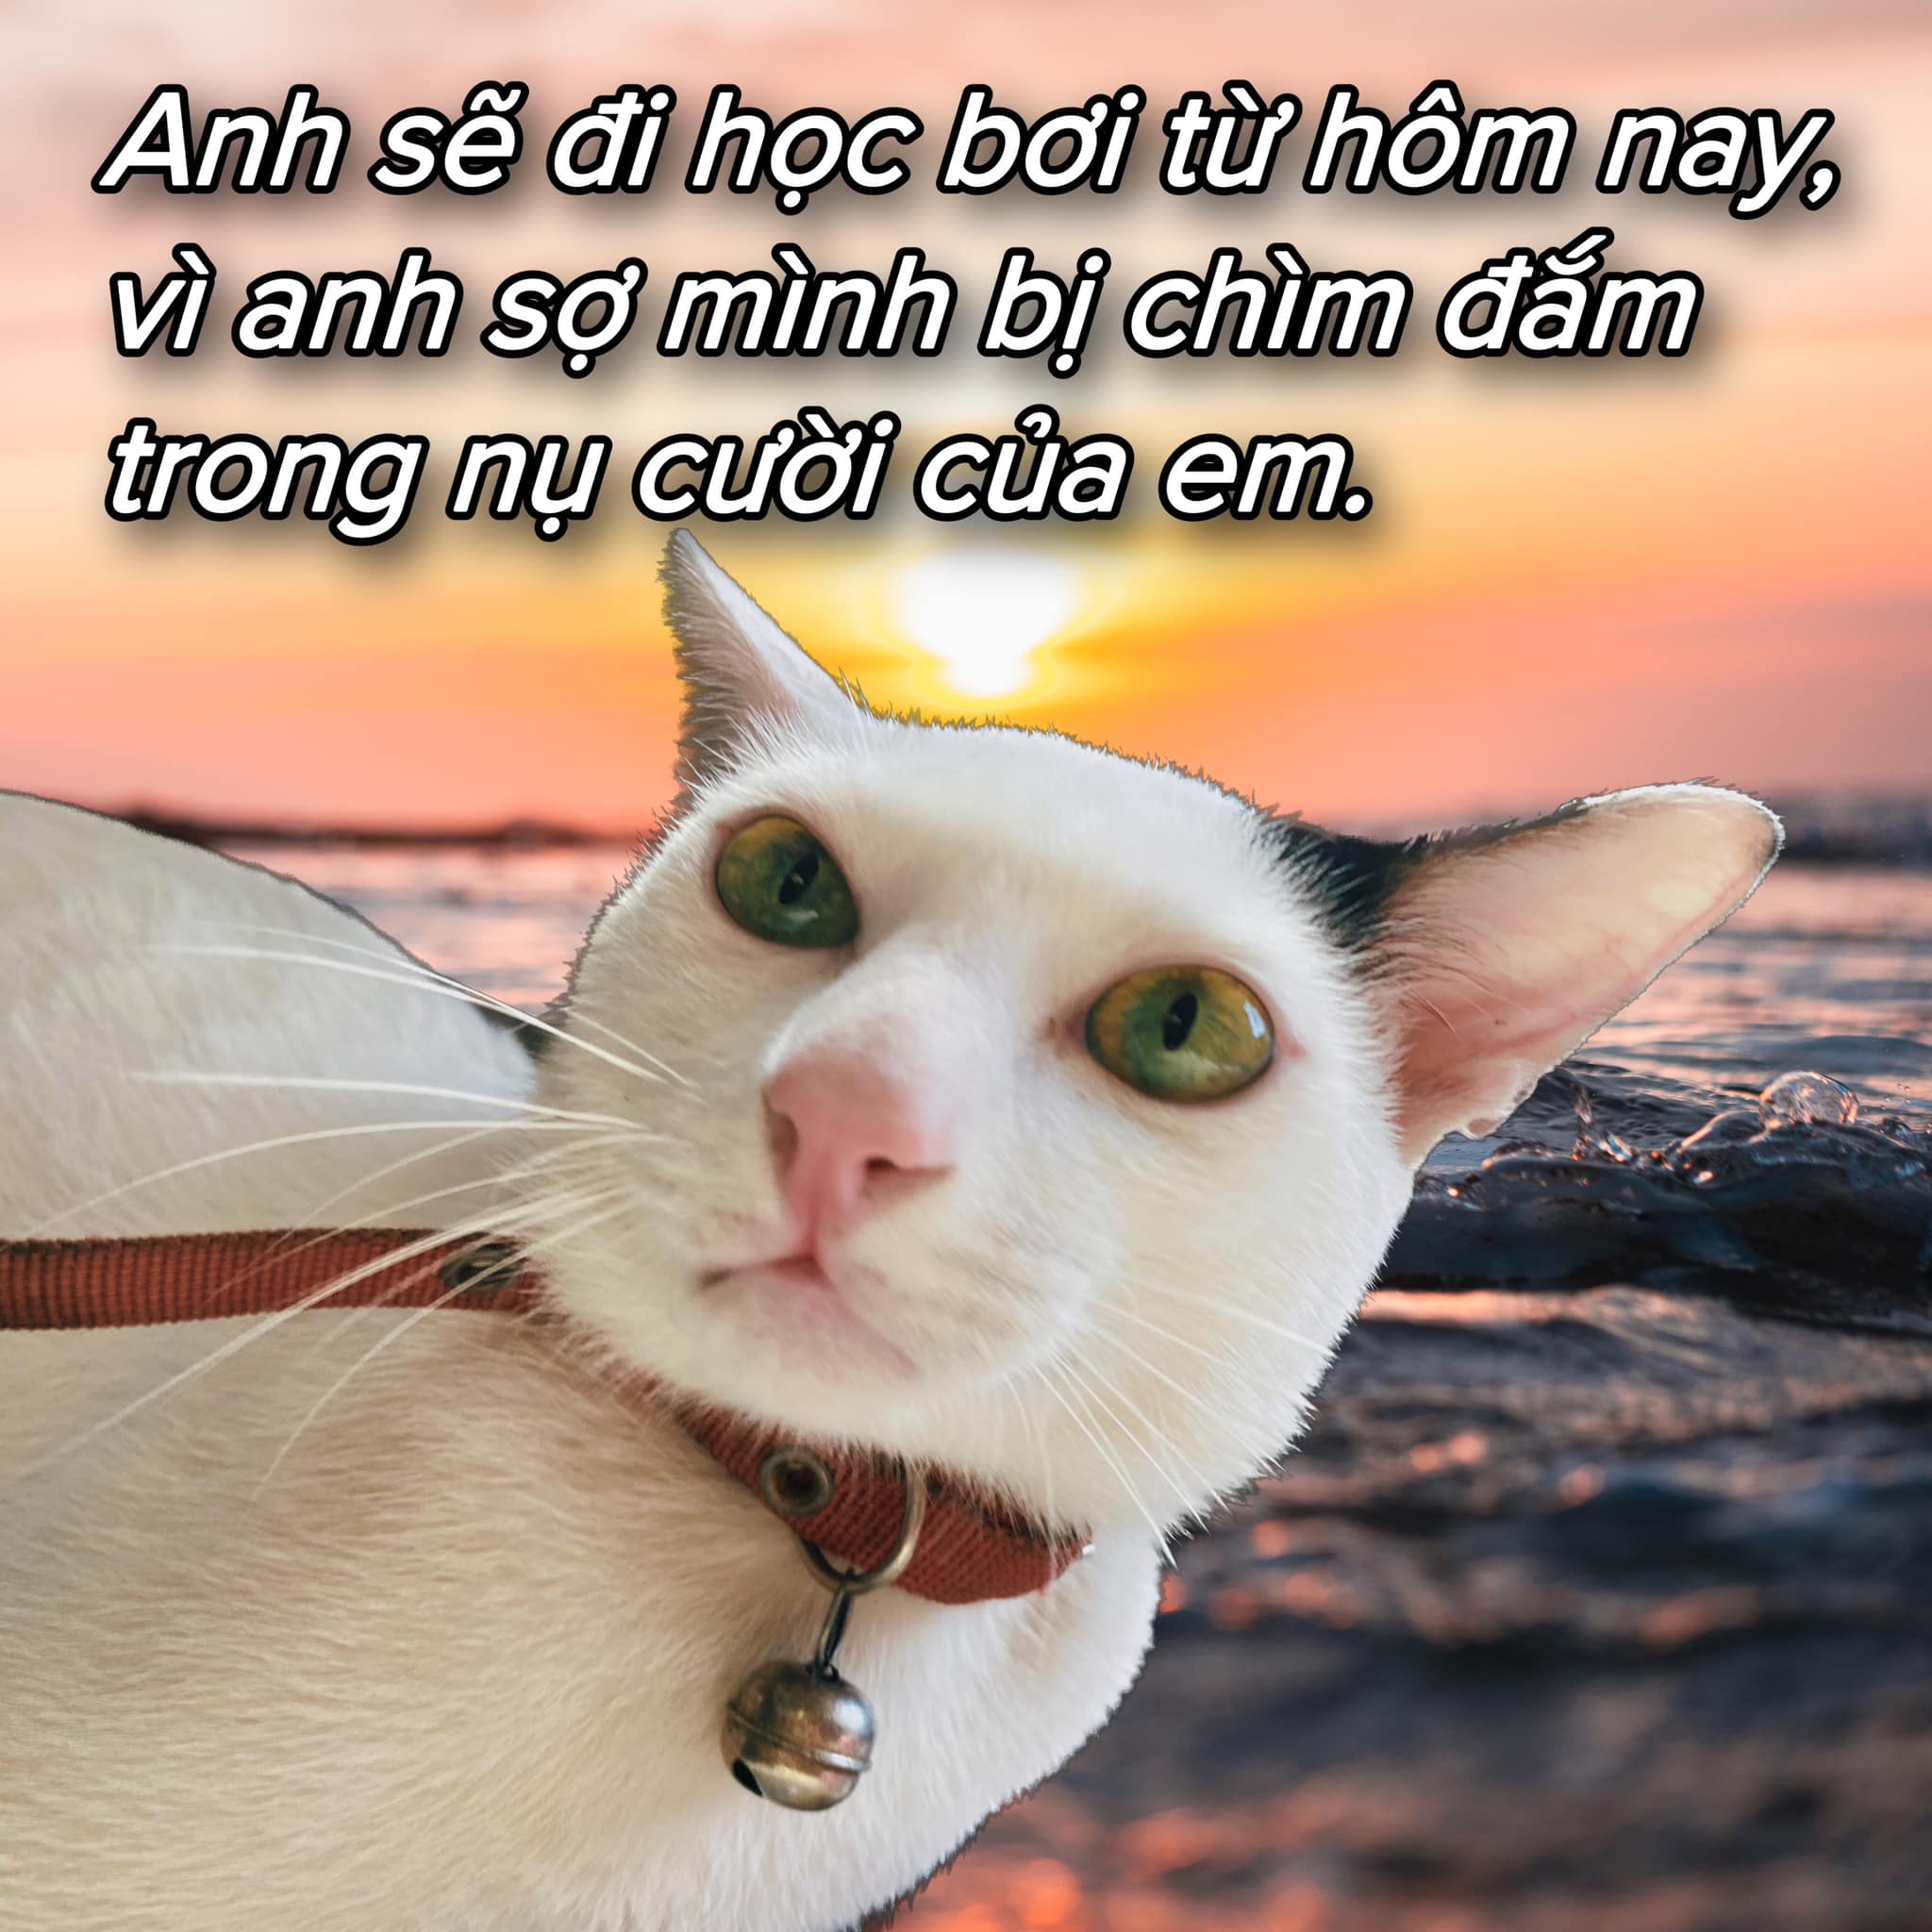 Anh sẽ đi học bơi từ hôm nay,
vì anh sợ mình bị chìm đắm
trong nụ cười của em.